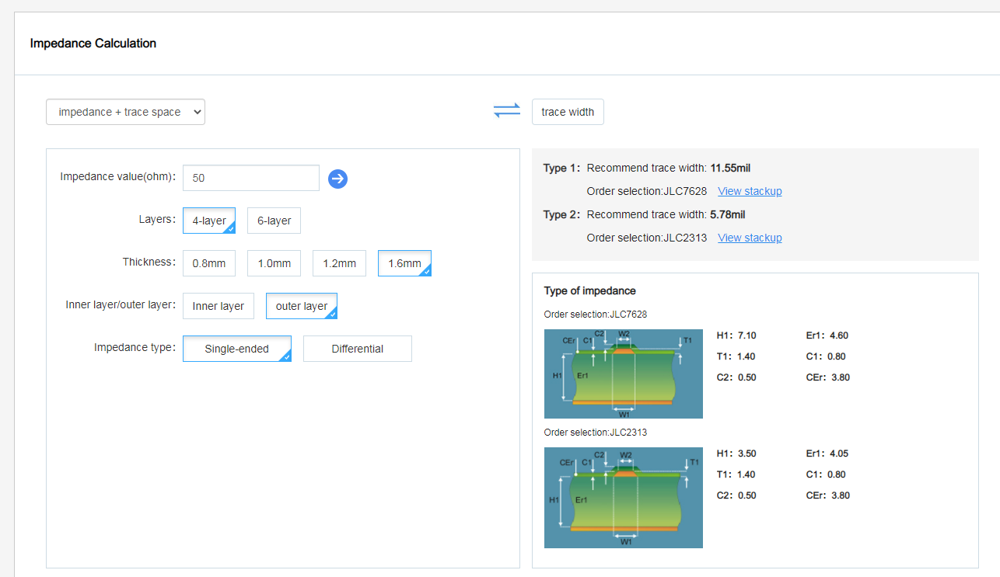 Impedance Calculation
impedance + trace space
trace width
Impedance value(ohm):
50
Layers:
4-layer
6-layer
Thickness:
0.8mm
1.0mm
1.2mm
1.6mm
Inner layer/outer layer:
Inner layer
outer layer
Impedance type:
Single-ended
Differential
Type 1: Recommend trace width: 11.55mil
Order selection:JLC7628 View stackup
Type 2: Recommend trace width: 5.78mil
Order selection:JLC2313 View stackup
Type of impedance
Order selection:JLC7628
CEr C1 C2 W2 T1
H1 Er1
W1
H1: 7.10 Er1: 4.60
T1: 1.40 C1: 0.80
C2: 0.50 CEr: 3.80
Order selection:JLC2313
CEr C1 C2 W2 T1
H1 Er1
W1
H1: 3.50 Er1: 4.05
T1: 1.40 C1: 0.80
C2: 0.50 CEr: 3.80